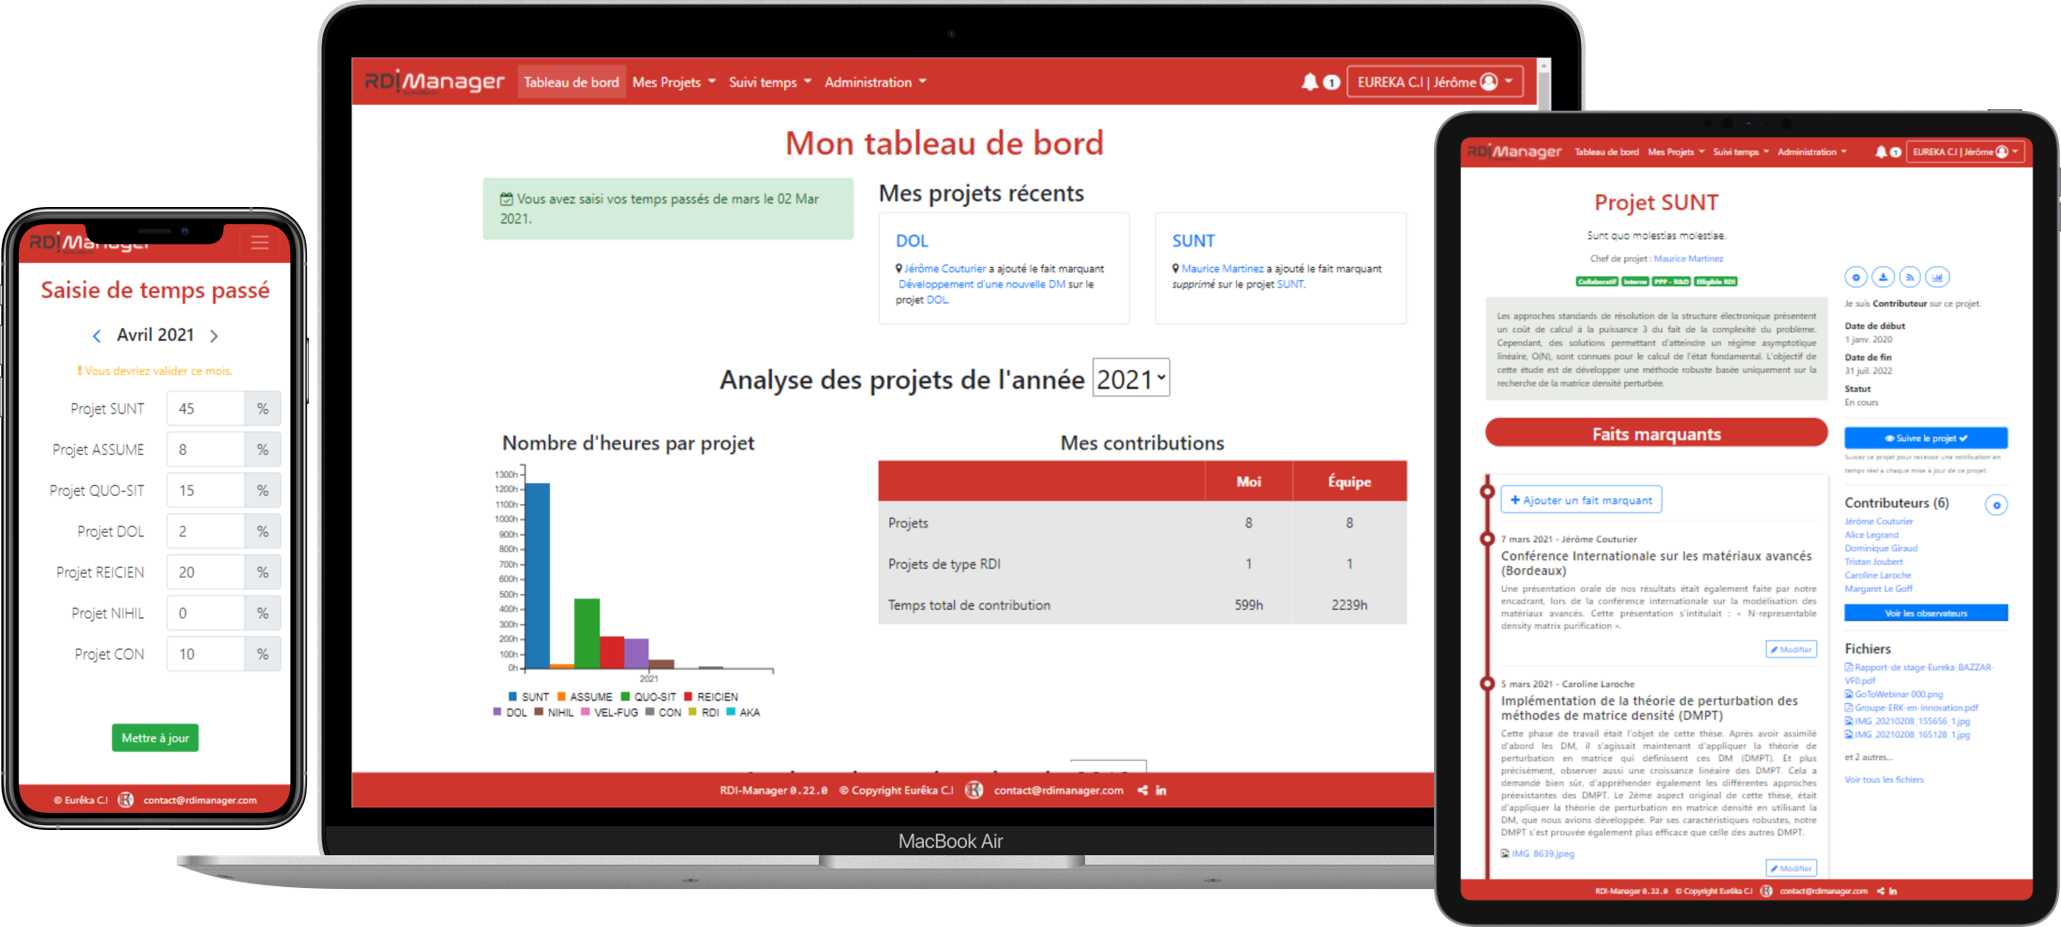 RDiManager
Saisie de temps passé
Avril 2021
! Vous devriez valider ce mois.
Projet SUNT 45 %
Projet ASSUME 8 %
Projet QUO-SIT 15 %
Projet DOL 2 %
Projet REICIEN 20 %
Projet NIHIL 0 %
Projet CON 10 %
Mettre à jour
© Eurêka C.I contact@rdimanager.com
RDiManager Tableau de bord Mes Projets Suivi temps Administration 1 EUREKA C.I | Jérôme
Mon tableau de bord
Vous avez saisi vos temps passés de mars le 02 Mar
2021.
Mes projets récents
DOL
Jérôme Couturier a ajouté le fait marquant
Développement d'une nouvelle DM sur le
projet DOL.
SUNT
Maurice Martinez a ajouté le fait marquant
supprimé sur le projet SUNT.
Analyse des projets de l'année 2021
Nombre d'heures par projet
1300h
1200h
1100h
1000h
900h
800h
700h
600h
500h
400h
300h
200h
100h
0h
2021
SUNT ASSUME QUO-SIT REICIEN
DOL NIHIL VEL-FUG CON RDI AKA
Mes contributions
Moi Équipe
Projets 8 8
Projets de type RDI 1 1
Temps total de contribution 599h 2239h
RDI-Manager 0.22.0 © Copyright Eurêka C.I contact@rdimanager.com in
MacBook Air
RDiManager Tableau de bord Mes Projets Suivi temps Administration 1 EUREKA C.I | Jérôme
Projet SUNT
Sunt quo molestias molestiae.
Chef de projet : Maurice Martinez
Collaboratif Interne PPP - R&D Eligible RDI
Les approches standards de résolution de la structure électronique présentent
un coût de calcul à la puissance 3 du fait de la complexité du problème.
Cependant, des solutions permettant d'atteindre un régime asymptotique
linéaire, O(N), sont connues pour le calcul de l'état fondamental. L'objectif de
cette étude est de développer une méthode robuste basée uniquement sur la
recherche de la matrice densité perturbée.
Faits marquants
Ajouter un fait marquant
7 mars 2021 - Jérôme Couturier
Conférence Internationale sur les matériaux avancés
(Bordeaux)
Une présentation orale de nos résultats était également faite par notre
encadrant, lors de la conférence internationale sur la modélisation des
matériaux avancés. Cette présentation s'intitulait : « N-representable
density matrix purification ».
Modifier
5 mars 2021 - Caroline Laroche
Implémentation de la théorie de perturbation des
méthodes de matrice densité (DMPT)
Cette phase de travail était l'objet de cette thèse. Après avoir assimilé
d'abord les DM, il s'agissait maintenant d'appliquer la théorie de
perturbation en matrice qui définissent ces DM (DMPT). Et plus
précisément, observer aussi une croissance linéaire des DMPT. Cela a
demandé bien sûr, d'appréhender également les différentes approches
préexistantes des DMPT. Le 2ème aspect original de cette thèse, était
d'appliquer la théorie de perturbation en matrice densité en utilisant la
DM, que nous avions développée. Par ses caractéristiques robustes, notre
DMPT s'est prouvée également plus efficace que celle des autres DMPT.
IMG_8639.jpeg
Modifier
Je suis Contributeur sur ce projet.
Date de début
1 janv. 2020
Date de fin
31 juil. 2022
Statut
En cours
Suivre le projet
Suivez ce projet pour recevoir une notification en
temps réel à chaque mise à jour de ce projet.
Contributeurs (6)
Jérôme Couturier
Alice Legrand
Dominique Giraud
Tristan Joubert
Caroline Laroche
Margaret Le Goff
Voir les observateurs
Fichiers
Rapport-de stage-Eureka_BAZZAR-
VF0.pdf
GoToWebinar 000.png
Groupe-ERK-en-Innovation.pdf
IMG_20210208_155656_1.jpg
IMG_20210208_165128_1.jpg
et 2 autres...
Voir tous les fichiers
RDI-Manager 0.22.0 © Copyright Eurêka C.I contact@rdimanager.com in